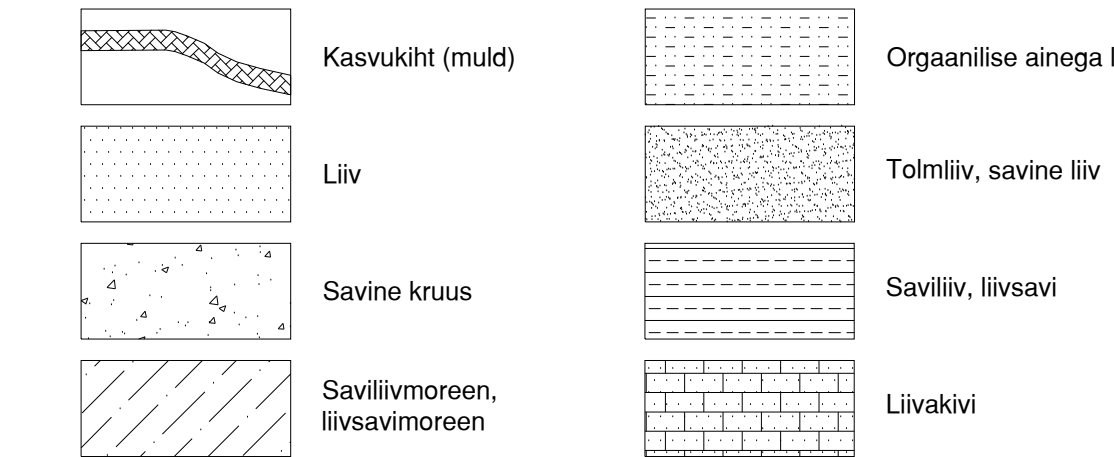 Kasvukiht (muld)
Orgaanilise ainega
Liiv
Tolmliiv, savine liiv
Savine kruus
Saviliiv, liivsavi
Saviliivmoreen,
liivsavimoreen
Liivakivi